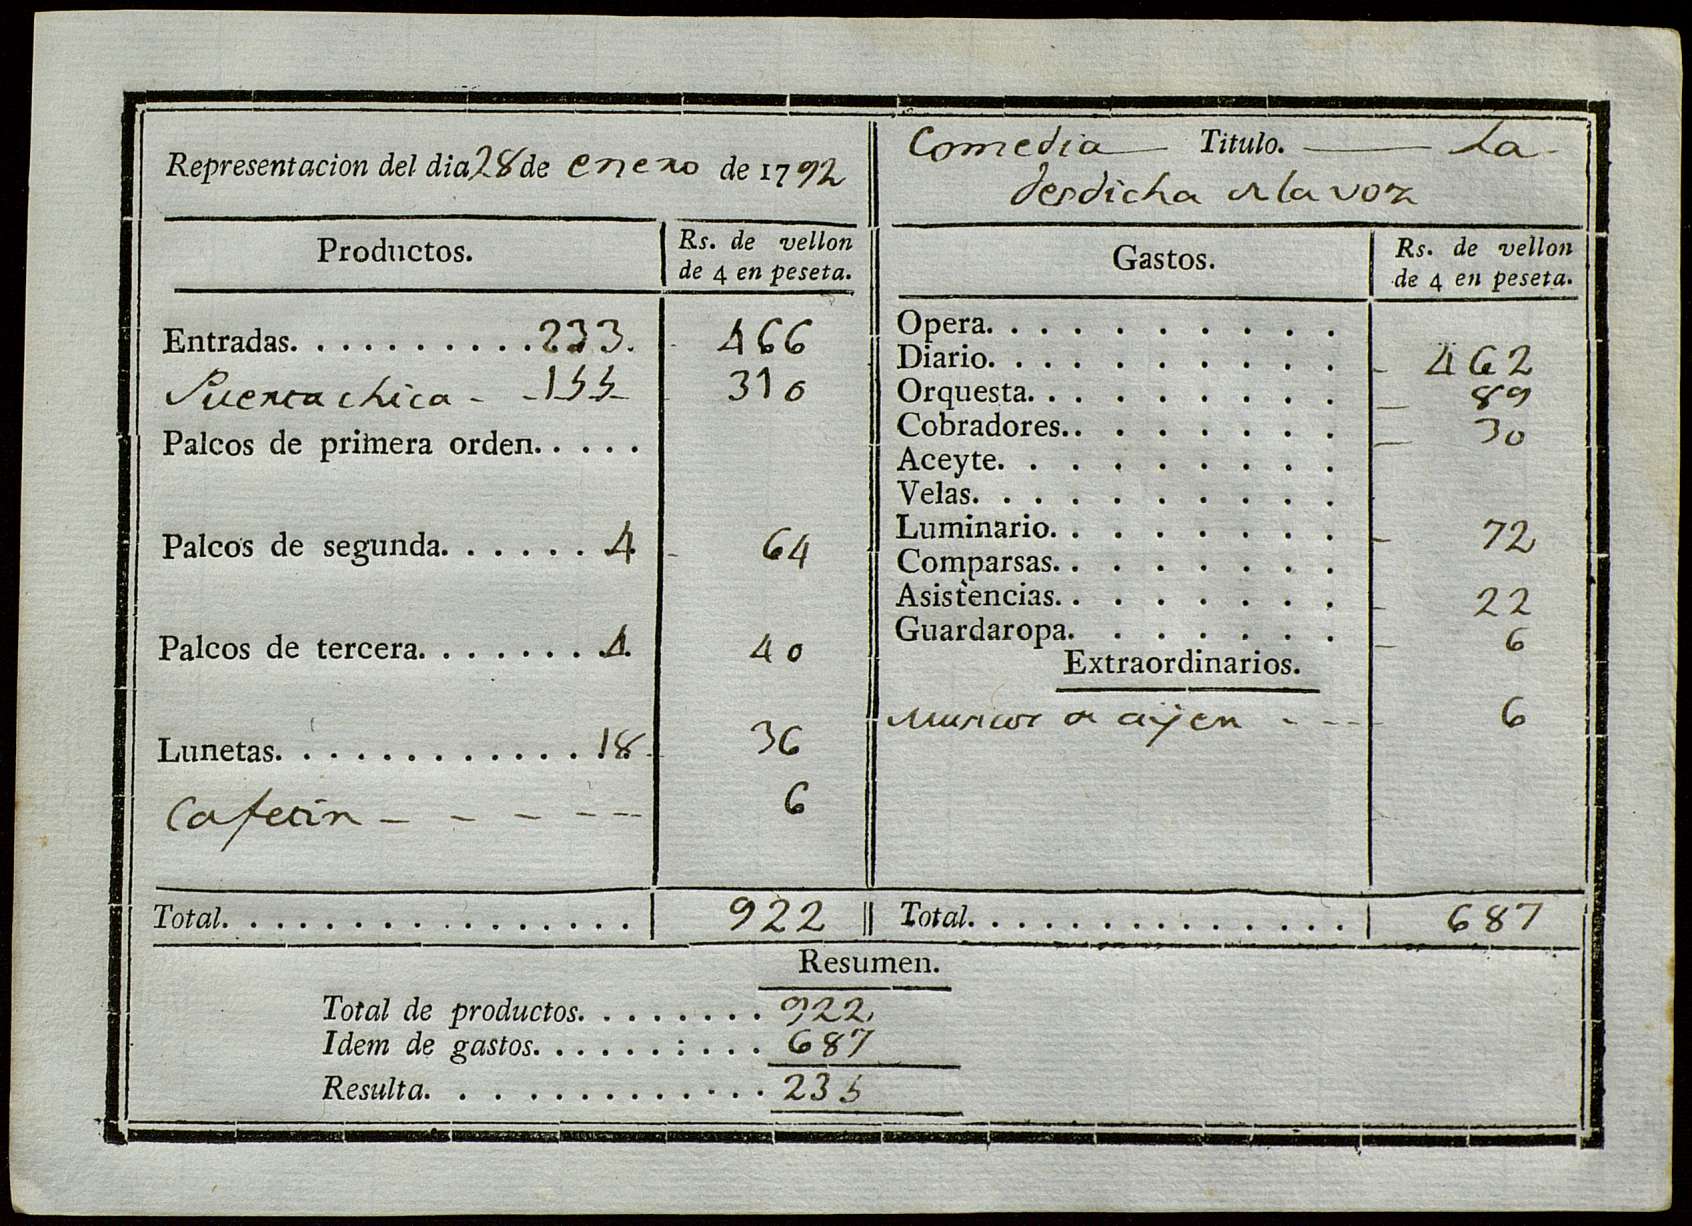 Representacion del dia 28 de enero de 1792
Productos. Rs. de vellon de 4 en peseta.
Entradas. . . . . . . . . . 233. 466
Puerta chica - - 155 310
Palcos de primera orden. . . . .
Palcos de segunda. . . . . . 4 64
Palcos de tercera. . . . . . . 4 40
Lunetas. . . . . . . . . . . . . 18 36
Cafetin - - - - - - 6
Total. . . . . . . . . . . . . . . . 922
Comedia Titulo. La
desdicha de la voz
Gastos. Rs. de vellon de 4 en peseta.
Opera. . . . . . . . . .
Diario. . . . . . . . . . 462
Orquesta. . . . . . . . . 89
Cobradores. . . . . . . . 30
Aceyte. . . . . . . . .
Velas. . . . . . . . . .
Luminario. . . . . . . . 72
Comparsas. . . . . . . .
Asistencias. . . . . . . . 22
Guardaropa. . . . . . . 6
Extraordinarios.
Musicos de - - - 6
Total. . . . . . . . . . . . . . . 687
Resumen.
Total de productos. . . . . . . . 922
Idem de gastos. . . . . . : . . . 687
Resulta. . . . . . . . . . . . . 235